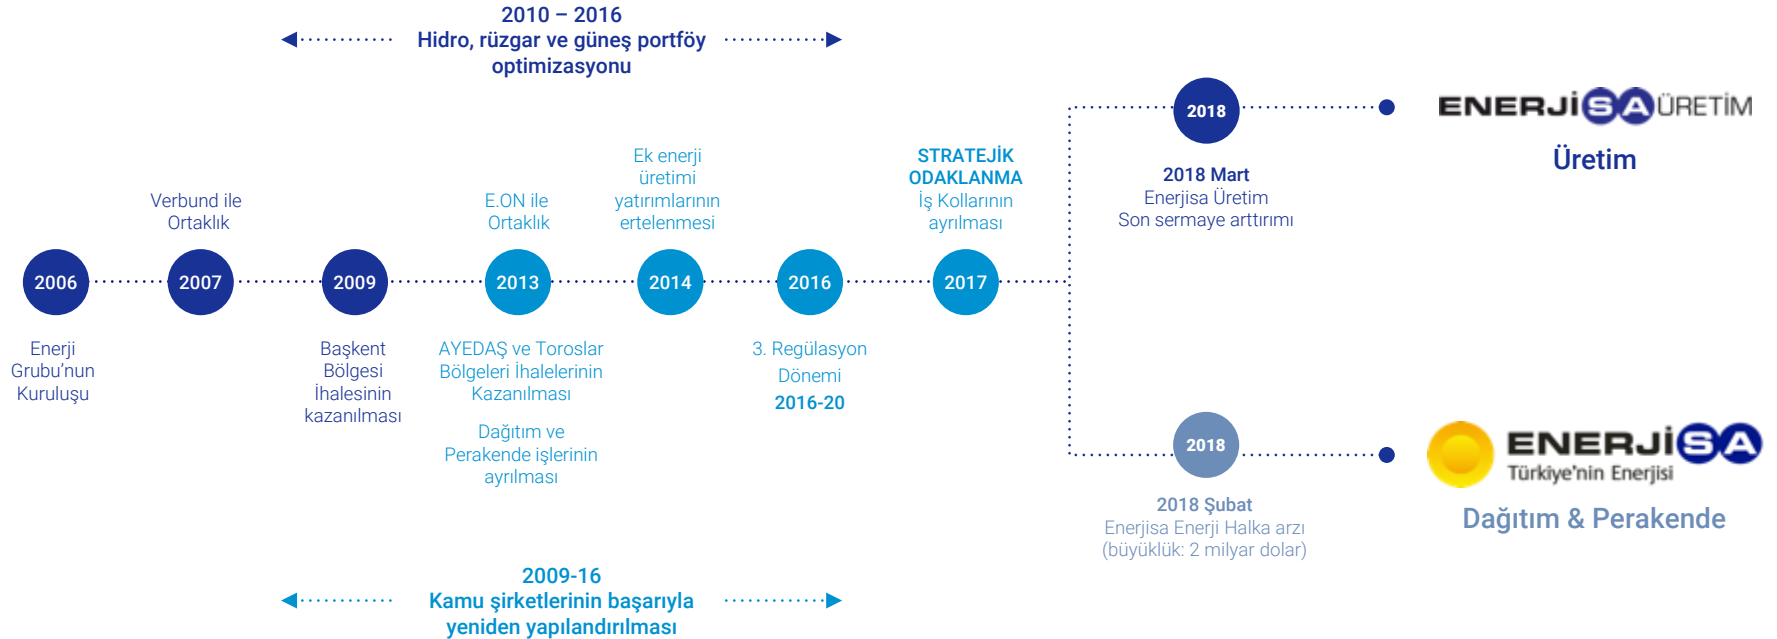 2010 – 2016
Hidro, rüzgar ve güneş portföy
optimizasyonu
2006
Enerji
Grubu’nun
Kuruluşu
Verbund ile
Ortaklık
2007
2009
Başkent
Bölgesi
İhalesinin
kazanılması
E.ON ile
Ortaklık
2013
AYEDAŞ ve Toroslar
Bölgeleri İhalelerinin
Kazanılması
Dağıtım ve
Perakende işlerinin
ayrılması
Ek enerji
üretimi
yatırımlarının
ertelenmesi
2014
2016
3. Regülasyon
Dönemi
2016-20
STRATEJİK
ODAKLANMA
İş Kollarının
ayrılması
2017
2018
2018 Mart
Enerjisa Üretim
Son sermaye arttırımı
ENERJİSA ÜRETİM
Üretim
2018
2018 Şubat
Enerjisa Enerji Halka arzı
(büyüklük: 2 milyar dolar)
ENERJİSA
Türkiye'nin Enerjisi
Dağıtım & Perakende
2009-16
Kamu şirketlerinin başarıyla
yeniden yapılandırılması